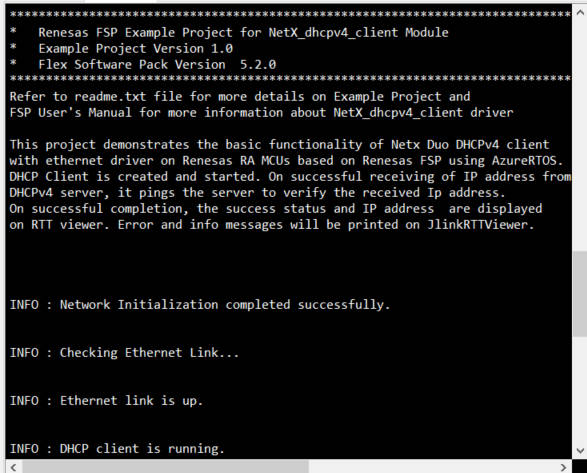 ******************************************************************************
*   Renesas FSP Example Project for NetX_dhcpv4_client Module
*   Example Project Version 1.0
*   Flex Software Pack Version  5.2.0
******************************************************************************
Refer to readme.txt file for more details on Example Project and
FSP User's Manual for more information about NetX_dhcpv4_client driver
This project demonstrates the basic functionality of Netx Duo DHCPv4 client
with ethernet driver on Renesas RA MCUs based on Renesas FSP using AzureRTOS.
DHCP Client is created and started. On successful receiving of IP address from
DHCPv4 server, it pings the server to verify the received Ip address.
On successful completion, the success status and IP address  are displayed
on RTT viewer. Error and info messages will be printed on JlinkRTTViewer.
INFO : Network Initialization completed successfully.
INFO : Checking Ethernet Link...
INFO : Ethernet link is up.
INFO : DHCP client is running.